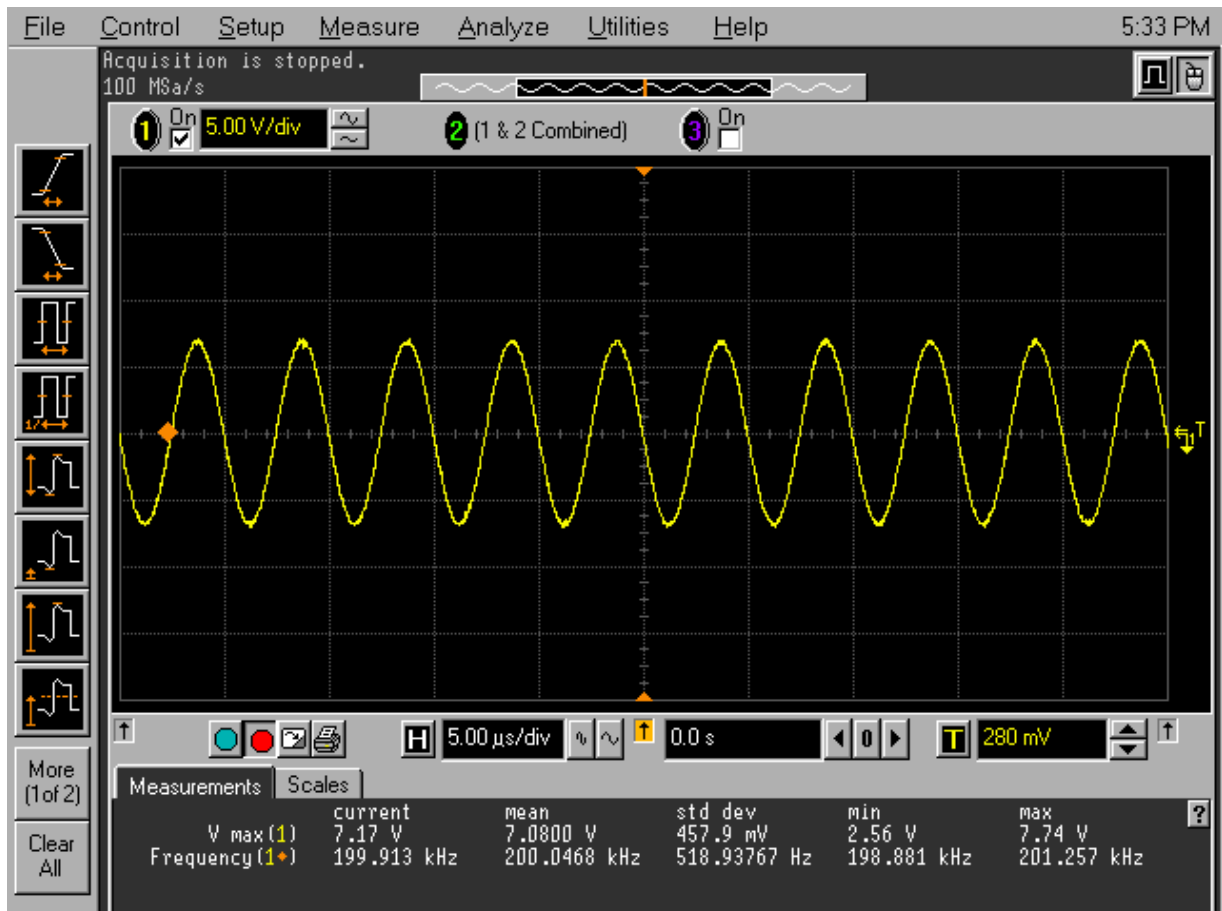 File Control Setup Measure Analyze Utilities Help 5:33 PM
Acquisition is stopped.
100 MSa/s
1 On 5.00 V/div 2 (1 & 2 Combined) 3 On
T
1/
H 5.00 µs/div 0.0 s 0 T 280 mV
More
(1of 2)
Clear
All
Measurements Scales
current mean std dev min max ?
V max(1) 7.17 V 7.0800 V 457.9 mV 2.56 V 7.74 V
Frequency(1◆) 199.913 kHz 200.0468 kHz 518.93767 Hz 198.881 kHz 201.257 kHz